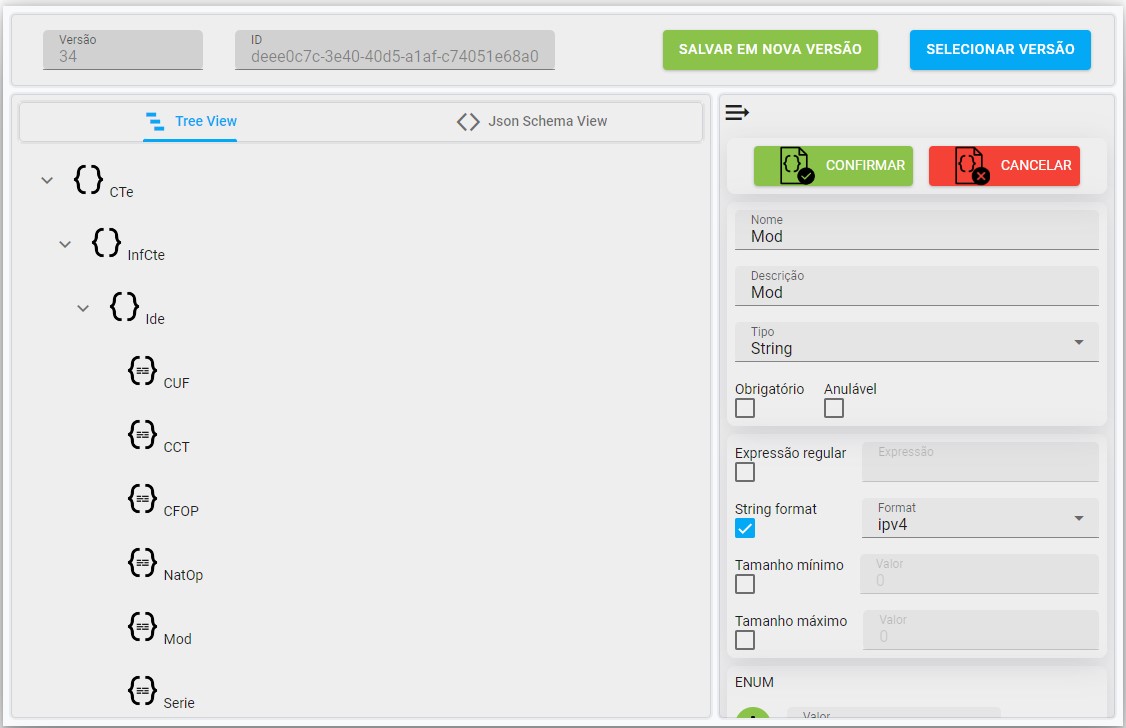 Versão
34
ID
deee0c7c-3e40-40d5-a1af-c74051e68a0
SALVAR EM NOVA VERSÃO
SELECIONAR VERSÃO
Tree View
Json Schema View
CTe
InfCte
Ide
CUF
CCT
CFOP
NatOp
Mod
Serie
CONFIRMAR
CANCELAR
Nome
Mod
Descrição
Mod
Tipo
String
Obrigatório
Anulável
Expressão regular
Expressão
String format
Format
ipv4
Tamanho mínimo
Valor
0
Tamanho máximo
Valor
0
ENUM
Valor